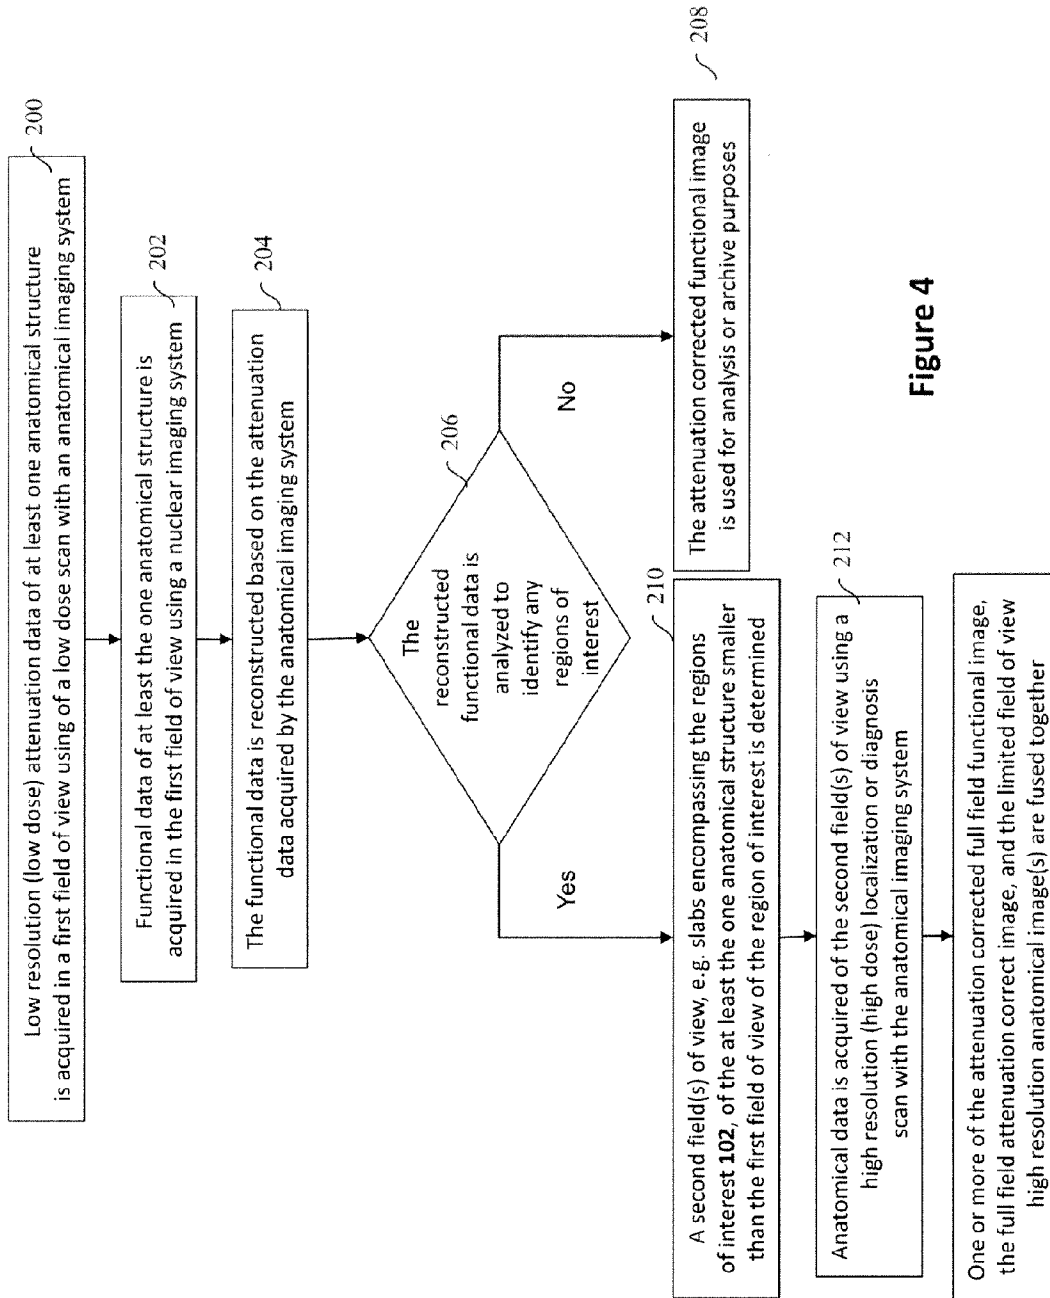 Low resolution (low dose) attenuation data of at least one anatomical structure
is acquired in a first field of view using of a low dose scan with an anatomical imaging system
200
Functional data of at least the one anatomical structure is
acquired in the first field of view using a nuclear imaging system
202
The functional data is reconstructed based on the attenuation
data acquired by the anatomical imaging system
204
The
reconstructed
functional data is
analyzed to
identify any
regions of
interest
206
Yes
No
The attenuation corrected functional image
is used for analysis or archive purposes
208
A second field(s) of view, e.g. slabs encompassing the regions
of interest 102, of the at least the one anatomical structure smaller
than the first field of view of the region of interest is determined
210
Anatomical data is acquired of the second field(s) of view using a
high resolution (high dose) localization or diagnosis
scan with the anatomical imaging system
212
One or more of the attenuation corrected full field functional image,
the full field attenuation correct image, and the limited field of view
high resolution anatomical image(s) are fused together
Figure 4